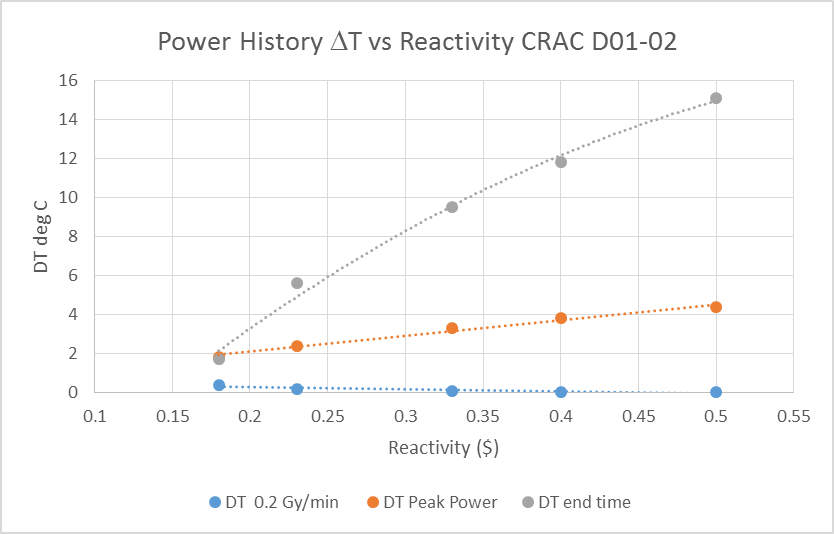 Power History ΔT vs Reactivity CRAC D01-02
16
14
12
10
8
6
4
2
0
DT deg C
0.1 0.15 0.2 0.25 0.3 0.35 0.4 0.45 0.5 0.55
Reactivity ($)
DT 0.2 Gy/min DT Peak Power DT end time